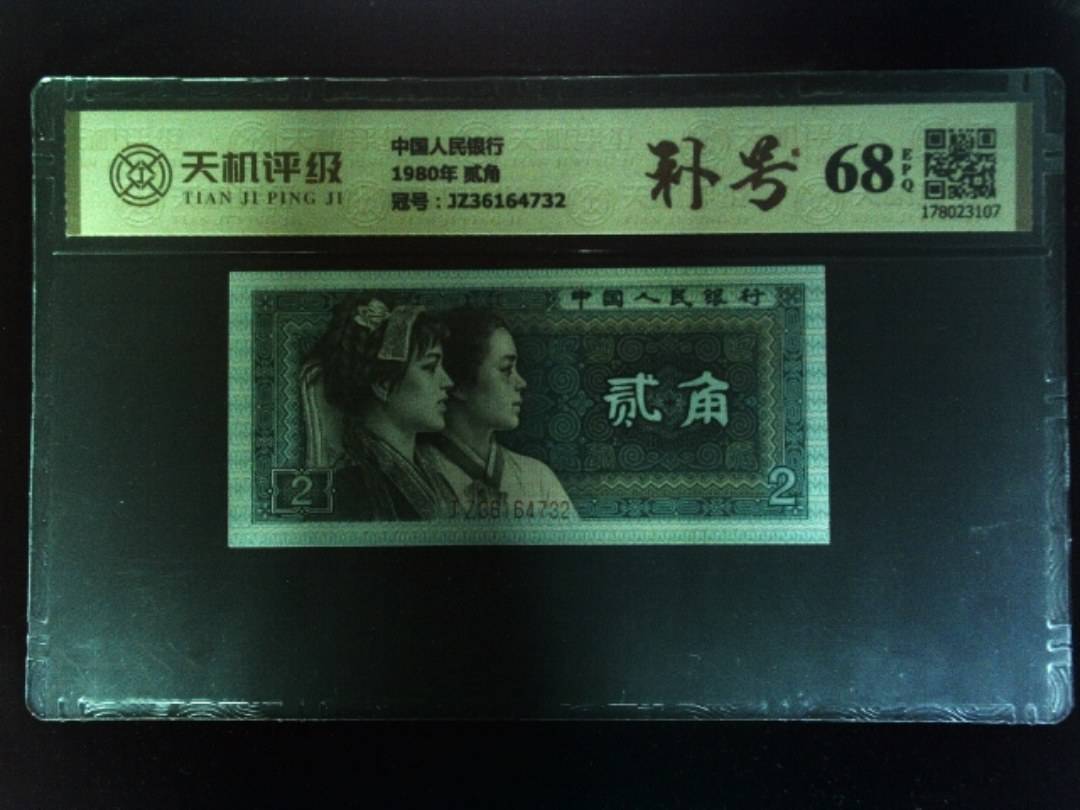 天机评级
TIAN JI PING JI
中国人民银行
1980年 贰角
冠号：JZ36164732
补号
68
EPQ
178023107
中国人民银行
贰角
2
2
JZ36164732